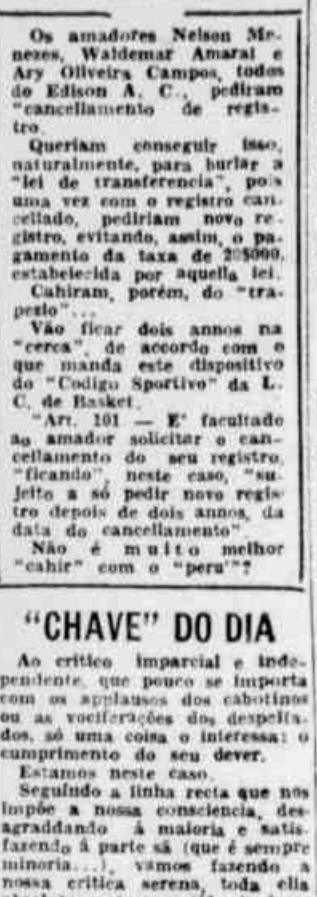 Os amadores Nelson Me-
nezes, Waldemar Amaral e
Ary Oliveira Campos, todos
do Edison A. C., pediram
"cancellamento de regis-
tro.
Queriam conseguir isso,
naturalmente, para burlar a
"lei de transferencia", pois
uma vez com o registro can-
cellado, pediriam novo re-
gistro, evitando, assim, o pa-
gamento da taxa de 20$000,
estabelecida por aquella lei.
Cahiram, porém, do "tra-
pezio"...
Vão ficar dois annos na
"cerca", de accordo com o
que manda este dispositivo
do "Codigo Sportivo" da L.
C. de Basket.
"Art. 101 — E' facultado
ao amador solicitar o can-
cellamento do seu registro,
"ficando", neste caso, "su-
jeito a só pedir novo regis-
tro depois de dois annos, da
data do cancellamento"
Não é muito melhor
"cahir" com o "peru'"?
"CHAVE" DO DIA
Ao critico imparcial e inde-
pendente, que pouco se importa
com os applausos dos cabotinos
ou as vociferações dos despeita-
dos, só uma coisa o interessa: o
cumprimento do seu dever.
Estamos neste caso.
Seguindo a linha recta que nos
impõe a nossa consciencia, des-
agraddando á maioria e satis-
fazendo á parte sã (que é sempre
minoria...), vamos fazendo a
nossa critica serena, toda ella